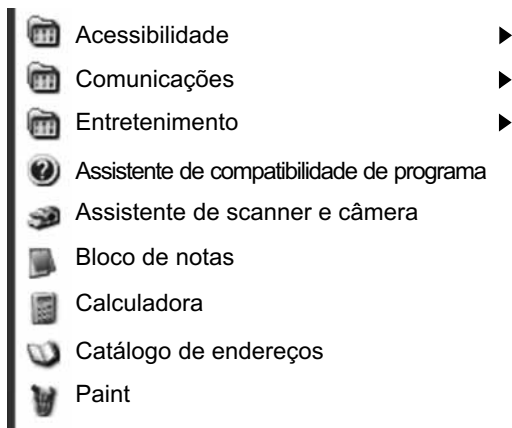 Acessibilidade
Comunicações
Entretenimento
Assistente de compatibilidade de programa
Assistente de scanner e câmera
Bloco de notas
Calculadora
Catálogo de endereços
Paint